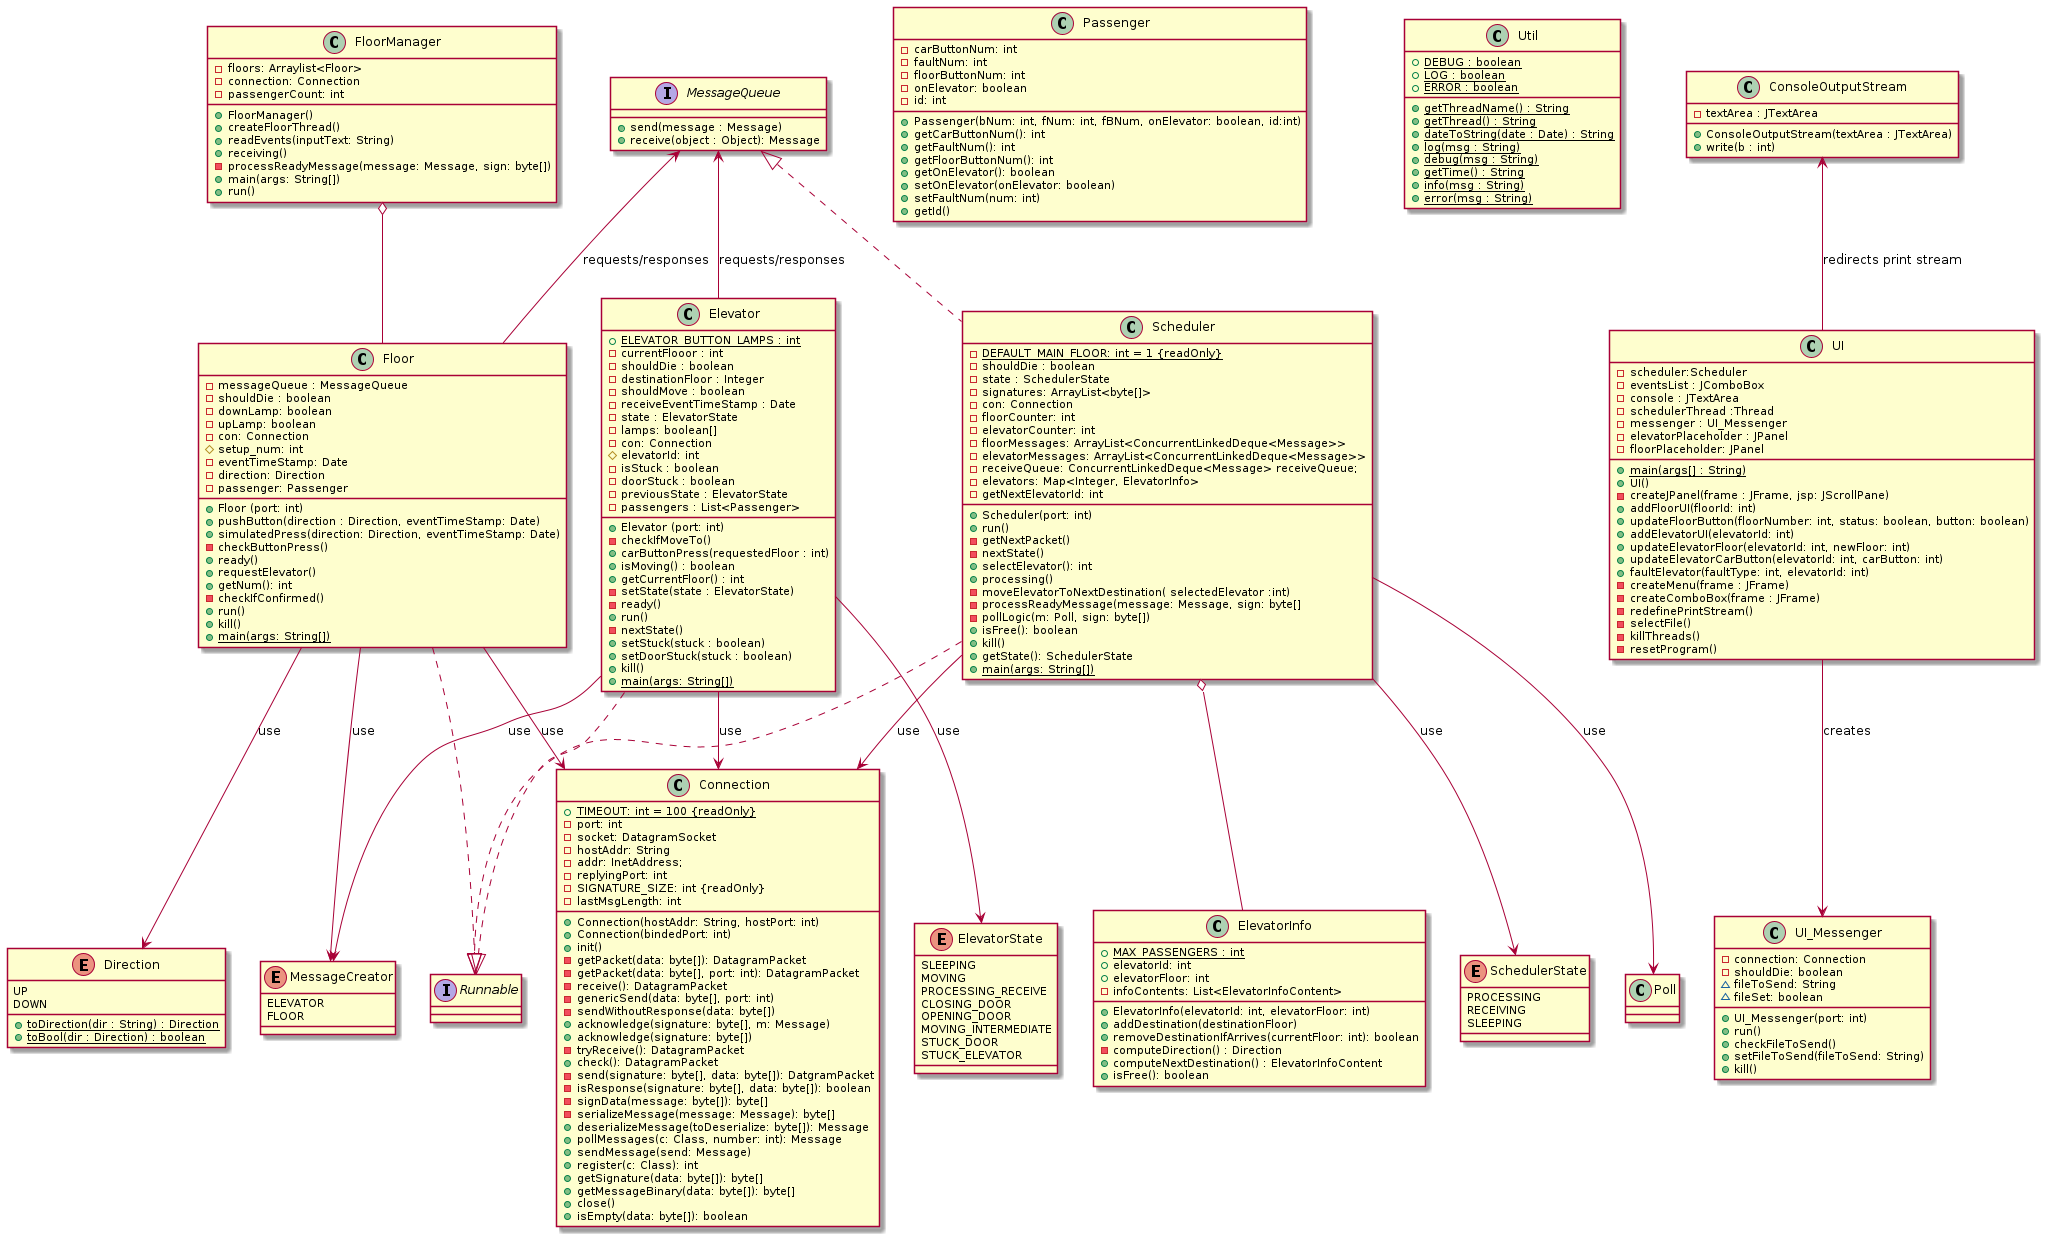 C FloorManager
floors: Arraylist<Floor>
connection: Connection
passengerCount: int
FloorManager()
createFloorThread()
readEvents(inputText: String)
receiving()
processReadyMessage(message: Message, sign: byte[])
main(args: String[])
run()
I MessageQueue
send(message : Message)
receive(object : Object): Message
C Passenger
carButtonNum: int
faultNum: int
floorButtonNum: int
onElevator: boolean
id: int
Passenger(bNum: int, fNum: int, fBNum, onElevator: boolean, id:int)
getCarButtonNum(): int
getFaultNum(): int
getFloorButtonNum(): int
getOnElevator(): boolean
setOnElevator(onElevator: boolean)
setFaultNum(num: int)
getId()
C Util
DEBUG : boolean
LOG : boolean
ERROR : boolean
getThreadName() : String
getThread() : String
dateToString(date : Date) : String
log(msg : String)
debug(msg : String)
getTime() : String
info(msg : String)
error(msg : String)
C ConsoleOutputStream
textArea : JTextArea
ConsoleOutputStream(textArea : JTextArea)
write(b : int)
requests/responses
requests/responses
redirects print stream
C Floor
messageQueue : MessageQueue
shouldDie : boolean
downLamp: boolean
upLamp: boolean
con: Connection
setup_num: int
eventTimeStamp: Date
direction: Direction
passenger: Passenger
Floor (port: int)
pushButton(direction : Direction, eventTimeStamp: Date)
simulatedPress(direction: Direction, eventTimeStamp: Date)
checkButtonPress()
ready()
requestElevator()
getNum(): int
checkIfConfirmed()
run()
kill()
main(args: String[])
C Elevator
ELEVATOR_BUTTON_LAMPS : int
currentFlooor : int
shouldDie : boolean
destinationFloor : Integer
shouldMove : boolean
receiveEventTimeStamp : Date
state : ElevatorState
lamps: boolean[]
con: Connection
elevatorId: int
isStuck : boolean
doorStuck : boolean
previousState : ElevatorState
passengers : List<Passenger>
Elevator (port: int)
checkIfMoveTo()
carButtonPress(requestedFloor : int)
isMoving() : boolean
getCurrentFloor() : int
setState(state : ElevatorState)
ready()
run()
nextState()
setStuck(stuck : boolean)
setDoorStuck(stuck : boolean)
kill()
main(args: String[])
C Scheduler
DEFAULT_MAIN_FLOOR: int = 1 {readOnly}
shouldDie : boolean
state : SchedulerState
signatures: ArrayList<byte[]>
con: Connection
floorCounter: int
elevatorCounter: int
floorMessages: ArrayList<ConcurrentLinkedDeque<Message>>
elevatorMessages: ArrayList<ConcurrentLinkedDeque<Message>>
receiveQueue: ConcurrentLinkedDeque<Message> receiveQueue;
elevators: Map<Integer, ElevatorInfo>
getNextElevatorId: int
Scheduler(port: int)
run()
getNextPacket()
nextState()
selectElevator(): int
processing()
moveElevatorToNextDestination( selectedElevator :int)
processReadyMessage(message: Message, sign: byte[]
pollLogic(m: Poll, sign: byte[])
isFree(): boolean
kill()
getState(): SchedulerState
main(args: String[])
C UI
scheduler:Scheduler
eventsList : JComboBox
console : JTextArea
schedulerThread :Thread
messenger : UI_Messenger
elevatorPlaceholder : JPanel
floorPlaceholder: JPanel
main(args[] : String)
UI()
createJPanel(frame : JFrame, jsp: JScrollPane)
addFloorUI(floorId: int)
updateFloorButton(floorNumber: int, status: boolean, button: boolean)
addElevatorUI(elevatorId: int)
updateElevatorFloor(elevatorId: int, newFloor: int)
updateElevatorCarButton(elevatorId: int, carButton: int)
faultElevator(faultType: int, elevatorId: int)
createMenu(frame : JFrame)
createComboBox(frame : JFrame)
redefinePrintStream()
selectFile()
killThreads()
resetProgram()
use
use
use
use
use
use
use
use
use
creates
C Connection
TIMEOUT: int = 100 {readOnly}
port: int
socket: DatagramSocket
hostAddr: String
addr: InetAddress;
replyingPort: int
SIGNATURE_SIZE: int {readOnly}
lastMsgLength: int
Connection(hostAddr: String, hostPort: int)
Connection(bindedPort: int)
init()
getPacket(data: byte[]): DatagramPacket
getPacket(data: byte[], port: int): DatagramPacket
receive(): DatagramPacket
genericSend(data: byte[], port: int)
sendWithoutResponse(data: byte[])
acknowledge(signature: byte[], m: Message)
acknowledge(signature: byte[])
tryReceive(): DatagramPacket
check(): DatagramPacket
send(signature: byte[], data: byte[]): DatgramPacket
isResponse(signature: byte[], data: byte[]): boolean
signData(message: byte[]): byte[]
serializeMessage(message: Message): byte[]
deserializeMessage(toDeserialize: byte[]): Message
pollMessages(c: Class, number: int): Message
sendMessage(send: Message)
register(c: Class): int
getSignature(data: byte[]): byte[]
getMessageBinary(data: byte[]): byte[]
close()
isEmpty(data: byte[]): boolean
E Direction
UP
DOWN
toDirection(dir : String) : Direction
toBool(dir : Direction) : boolean
E MessageCreator
ELEVATOR
FLOOR
I Runnable
E ElevatorState
SLEEPING
MOVING
PROCESSING_RECEIVE
CLOSING_DOOR
OPENING_DOOR
MOVING_INTERMEDIATE
STUCK_DOOR
STUCK_ELEVATOR
C ElevatorInfo
MAX_PASSENGERS : int
elevatorId: int
elevatorFloor: int
infoContents: List<ElevatorInfoContent>
ElevatorInfo(elevatorId: int, elevatorFloor: int)
addDestination(destinationFloor)
removeDestinationIfArrives(currentFloor: int): boolean
computeDirection() : Direction
computeNextDestination() : ElevatorInfoContent
isFree(): boolean
E SchedulerState
PROCESSING
RECEIVING
SLEEPING
C Poll
C UI_Messenger
connection: Connection
shouldDie: boolean
fileToSend: String
fileSet: boolean
UI_Messenger(port: int)
run()
checkFileToSend()
setFileToSend(fileToSend: String)
kill()